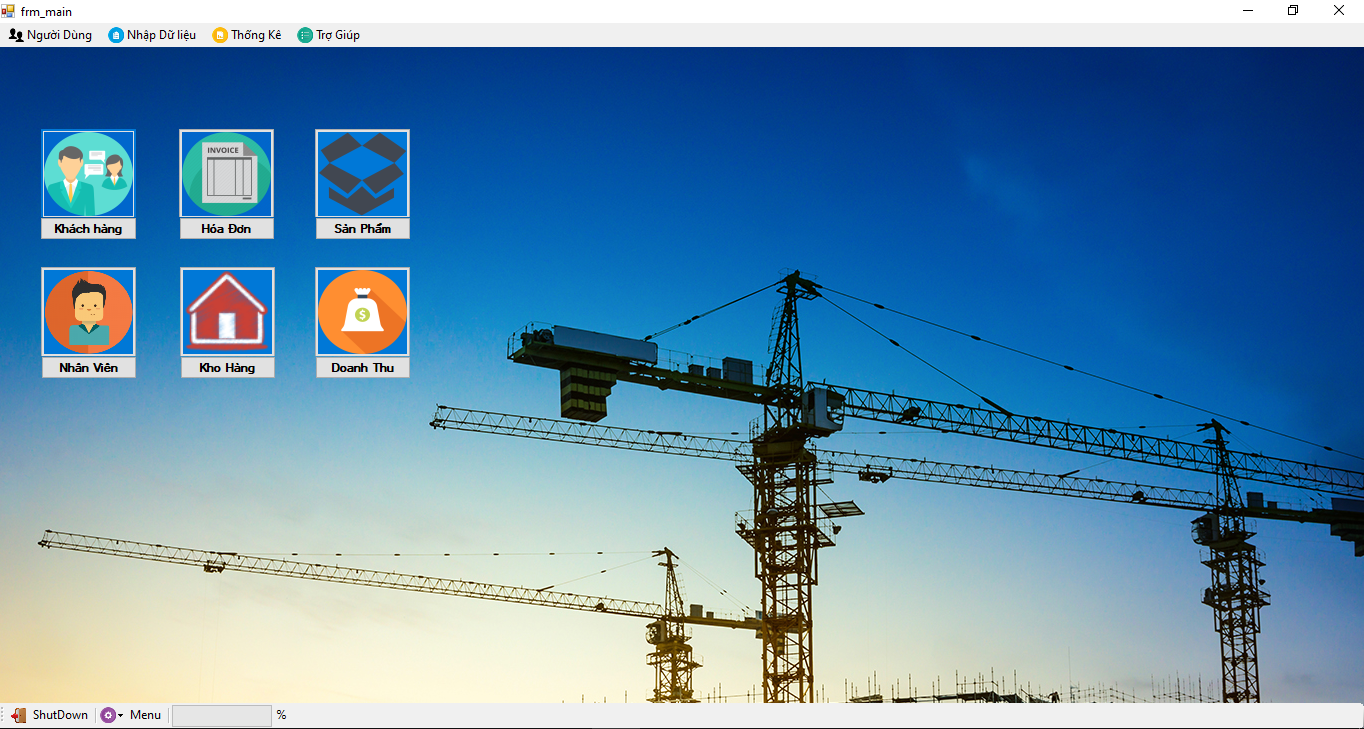 frm_main
Người Dùng Nhập Dữ liệu Thống Kê Trợ Giúp
INVOICE
Khách hàng Hóa Đơn Sản Phẩm
$
Nhân Viên Kho Hàng Doanh Thu
ShutDown Menu %